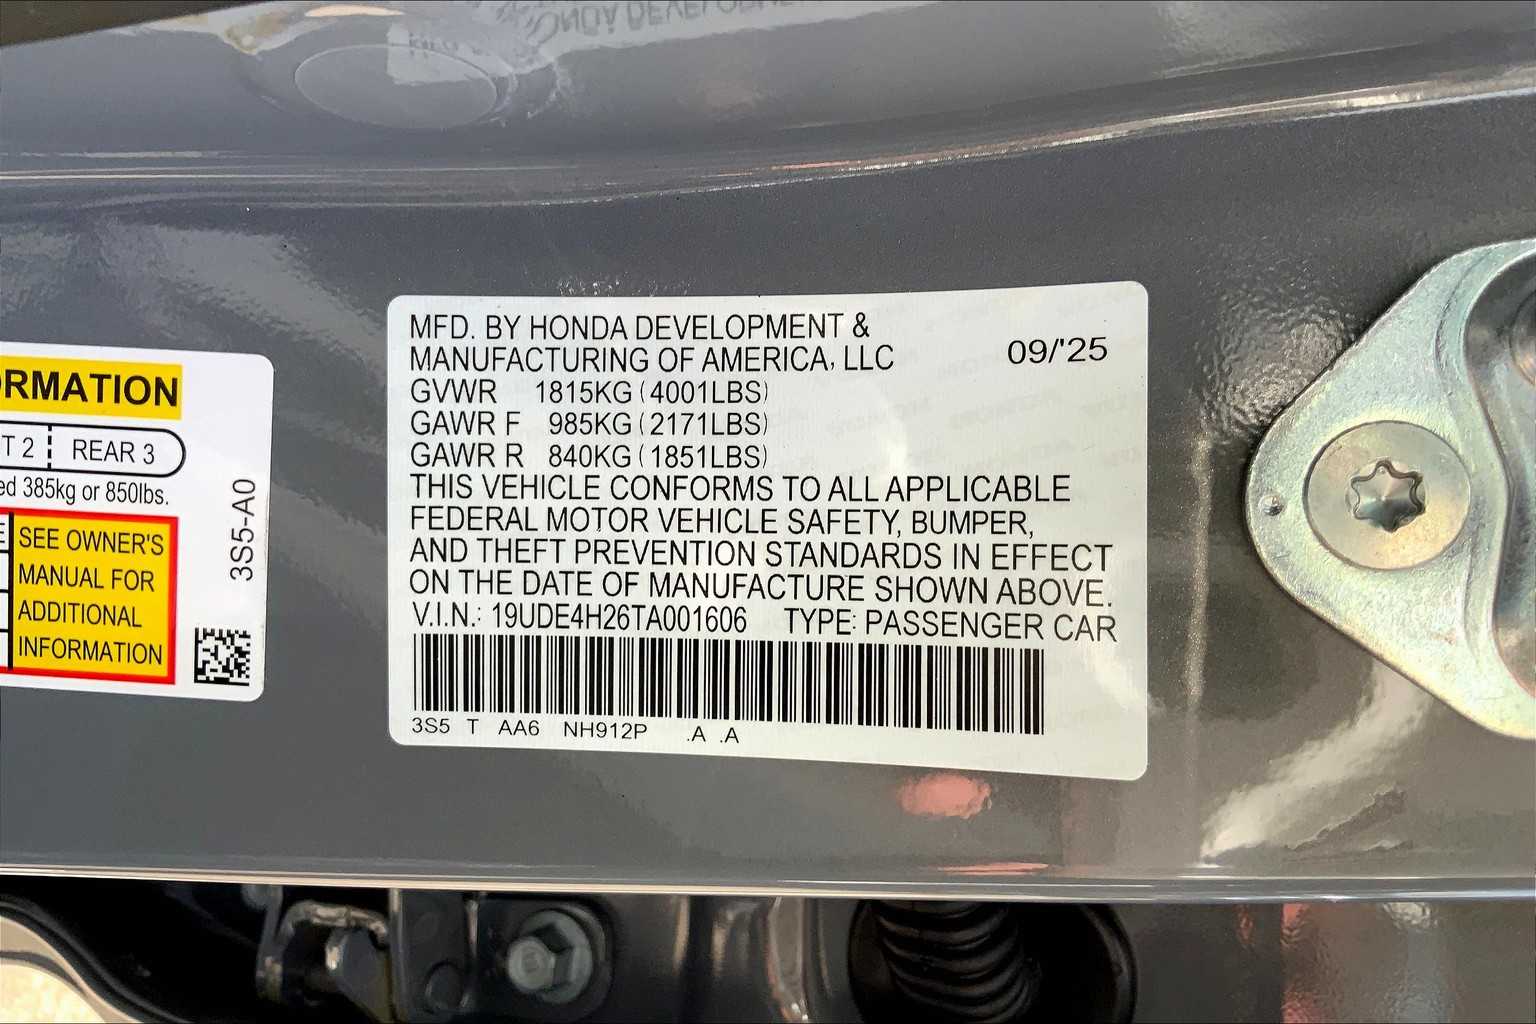 ORMATION
T 2 REAR 3
ed 385kg or 850lbs.
E
SEE OWNER'S
MANUAL FOR
ADDITIONAL
INFORMATION
3S5-A0
MFD. BY HONDA DEVELOPMENT &
MANUFACTURING OF AMERICA, LLC
09/'25
GVWR 1815KG (4001LBS)
GAWR F 985KG (2171LBS)
GAWR R 840KG (1851LBS)
THIS VEHICLE CONFORMS TO ALL APPLICABLE
FEDERAL MOTOR VEHICLE SAFETY, BUMPER,
AND THEFT PREVENTION STANDARDS IN EFFECT
ON THE DATE OF MANUFACTURE SHOWN ABOVE.
V.I.N.: 19UDE4H26TA001606 TYPE: PASSENGER CAR
3S5 T AA6 NH912P .A .A